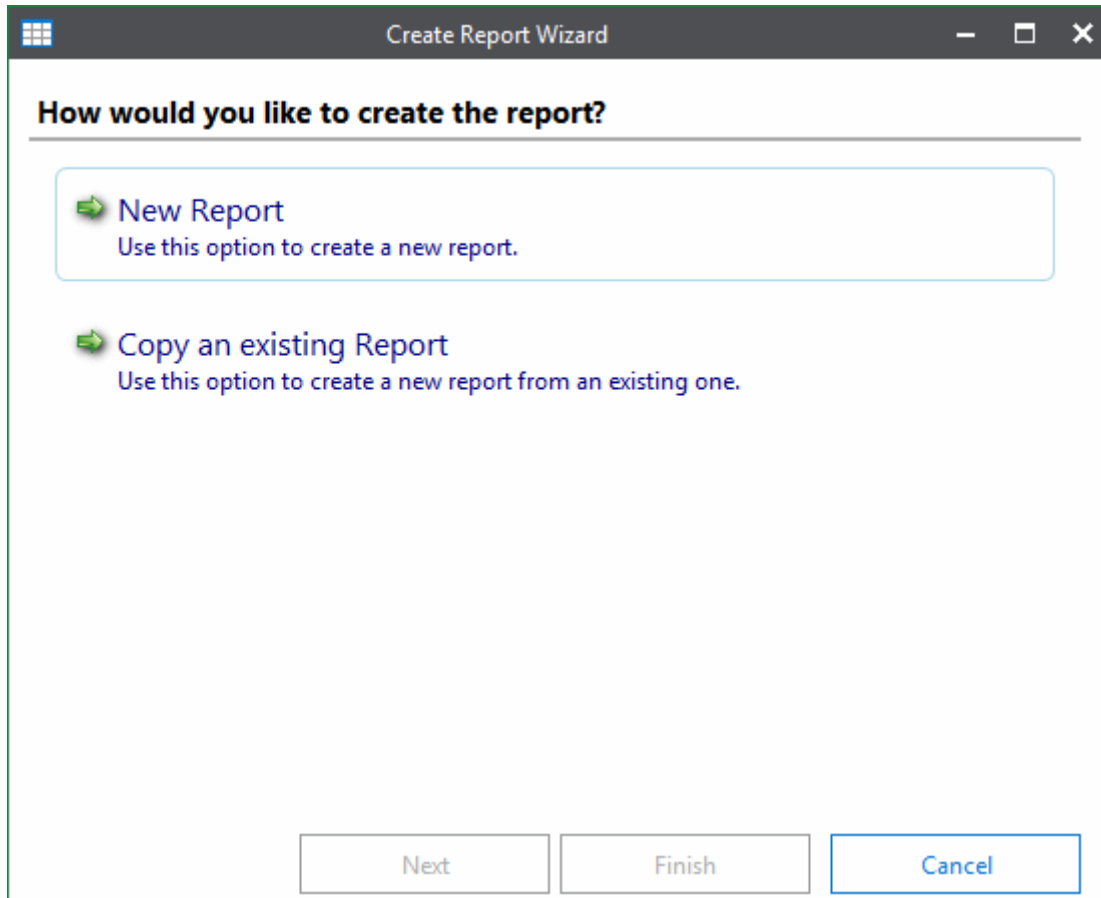 Create Report Wizard
How would you like to create the report?
New Report
Use this option to create a new report.
Copy an existing Report
Use this option to create a new report from an existing one.
Next Finish Cancel